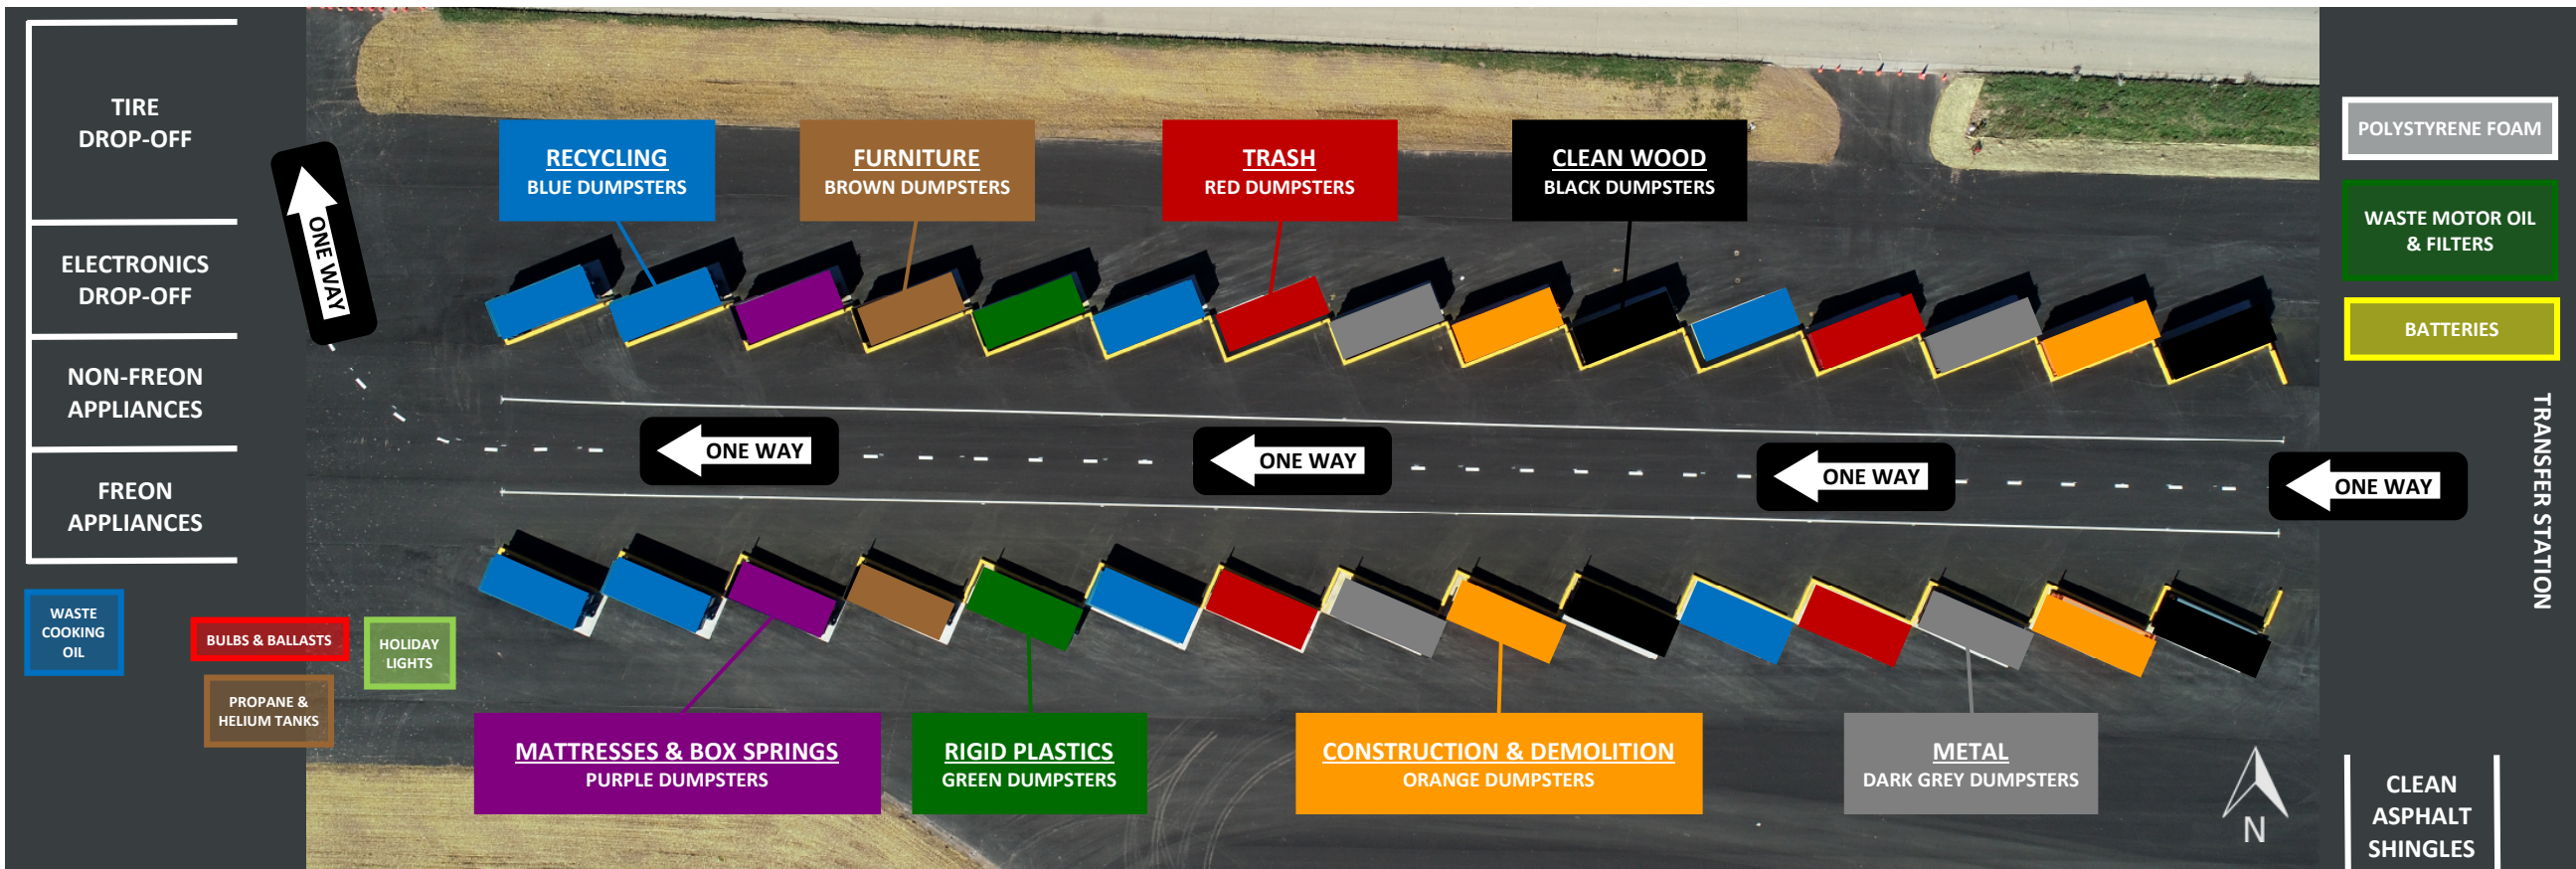 TIRE
DROP-OFF
ELECTRONICS
DROP-OFF
NON-FREON
APPLIANCES
FREON
APPLIANCES
WASTE
COOKING
OIL
BULBS & BALLASTS
HOLIDAY
LIGHTS
PROPANE &
HELIUM TANKS
ONE WAY
RECYCLING
BLUE DUMPSTERS
FURNITURE
BROWN DUMPSTERS
TRASH
RED DUMPSTERS
CLEAN WOOD
BLACK DUMPSTERS
ONE WAY
ONE WAY
ONE WAY
ONE WAY
MATTRESSES & BOX SPRINGS
PURPLE DUMPSTERS
RIGID PLASTICS
GREEN DUMPSTERS
CONSTRUCTION & DEMOLITION
ORANGE DUMPSTERS
METAL
DARK GREY DUMPSTERS
N
POLYSTYRENE FOAM
WASTE MOTOR OIL
& FILTERS
BATTERIES
TRANSFER STATION
CLEAN
ASPHALT
SHINGLES